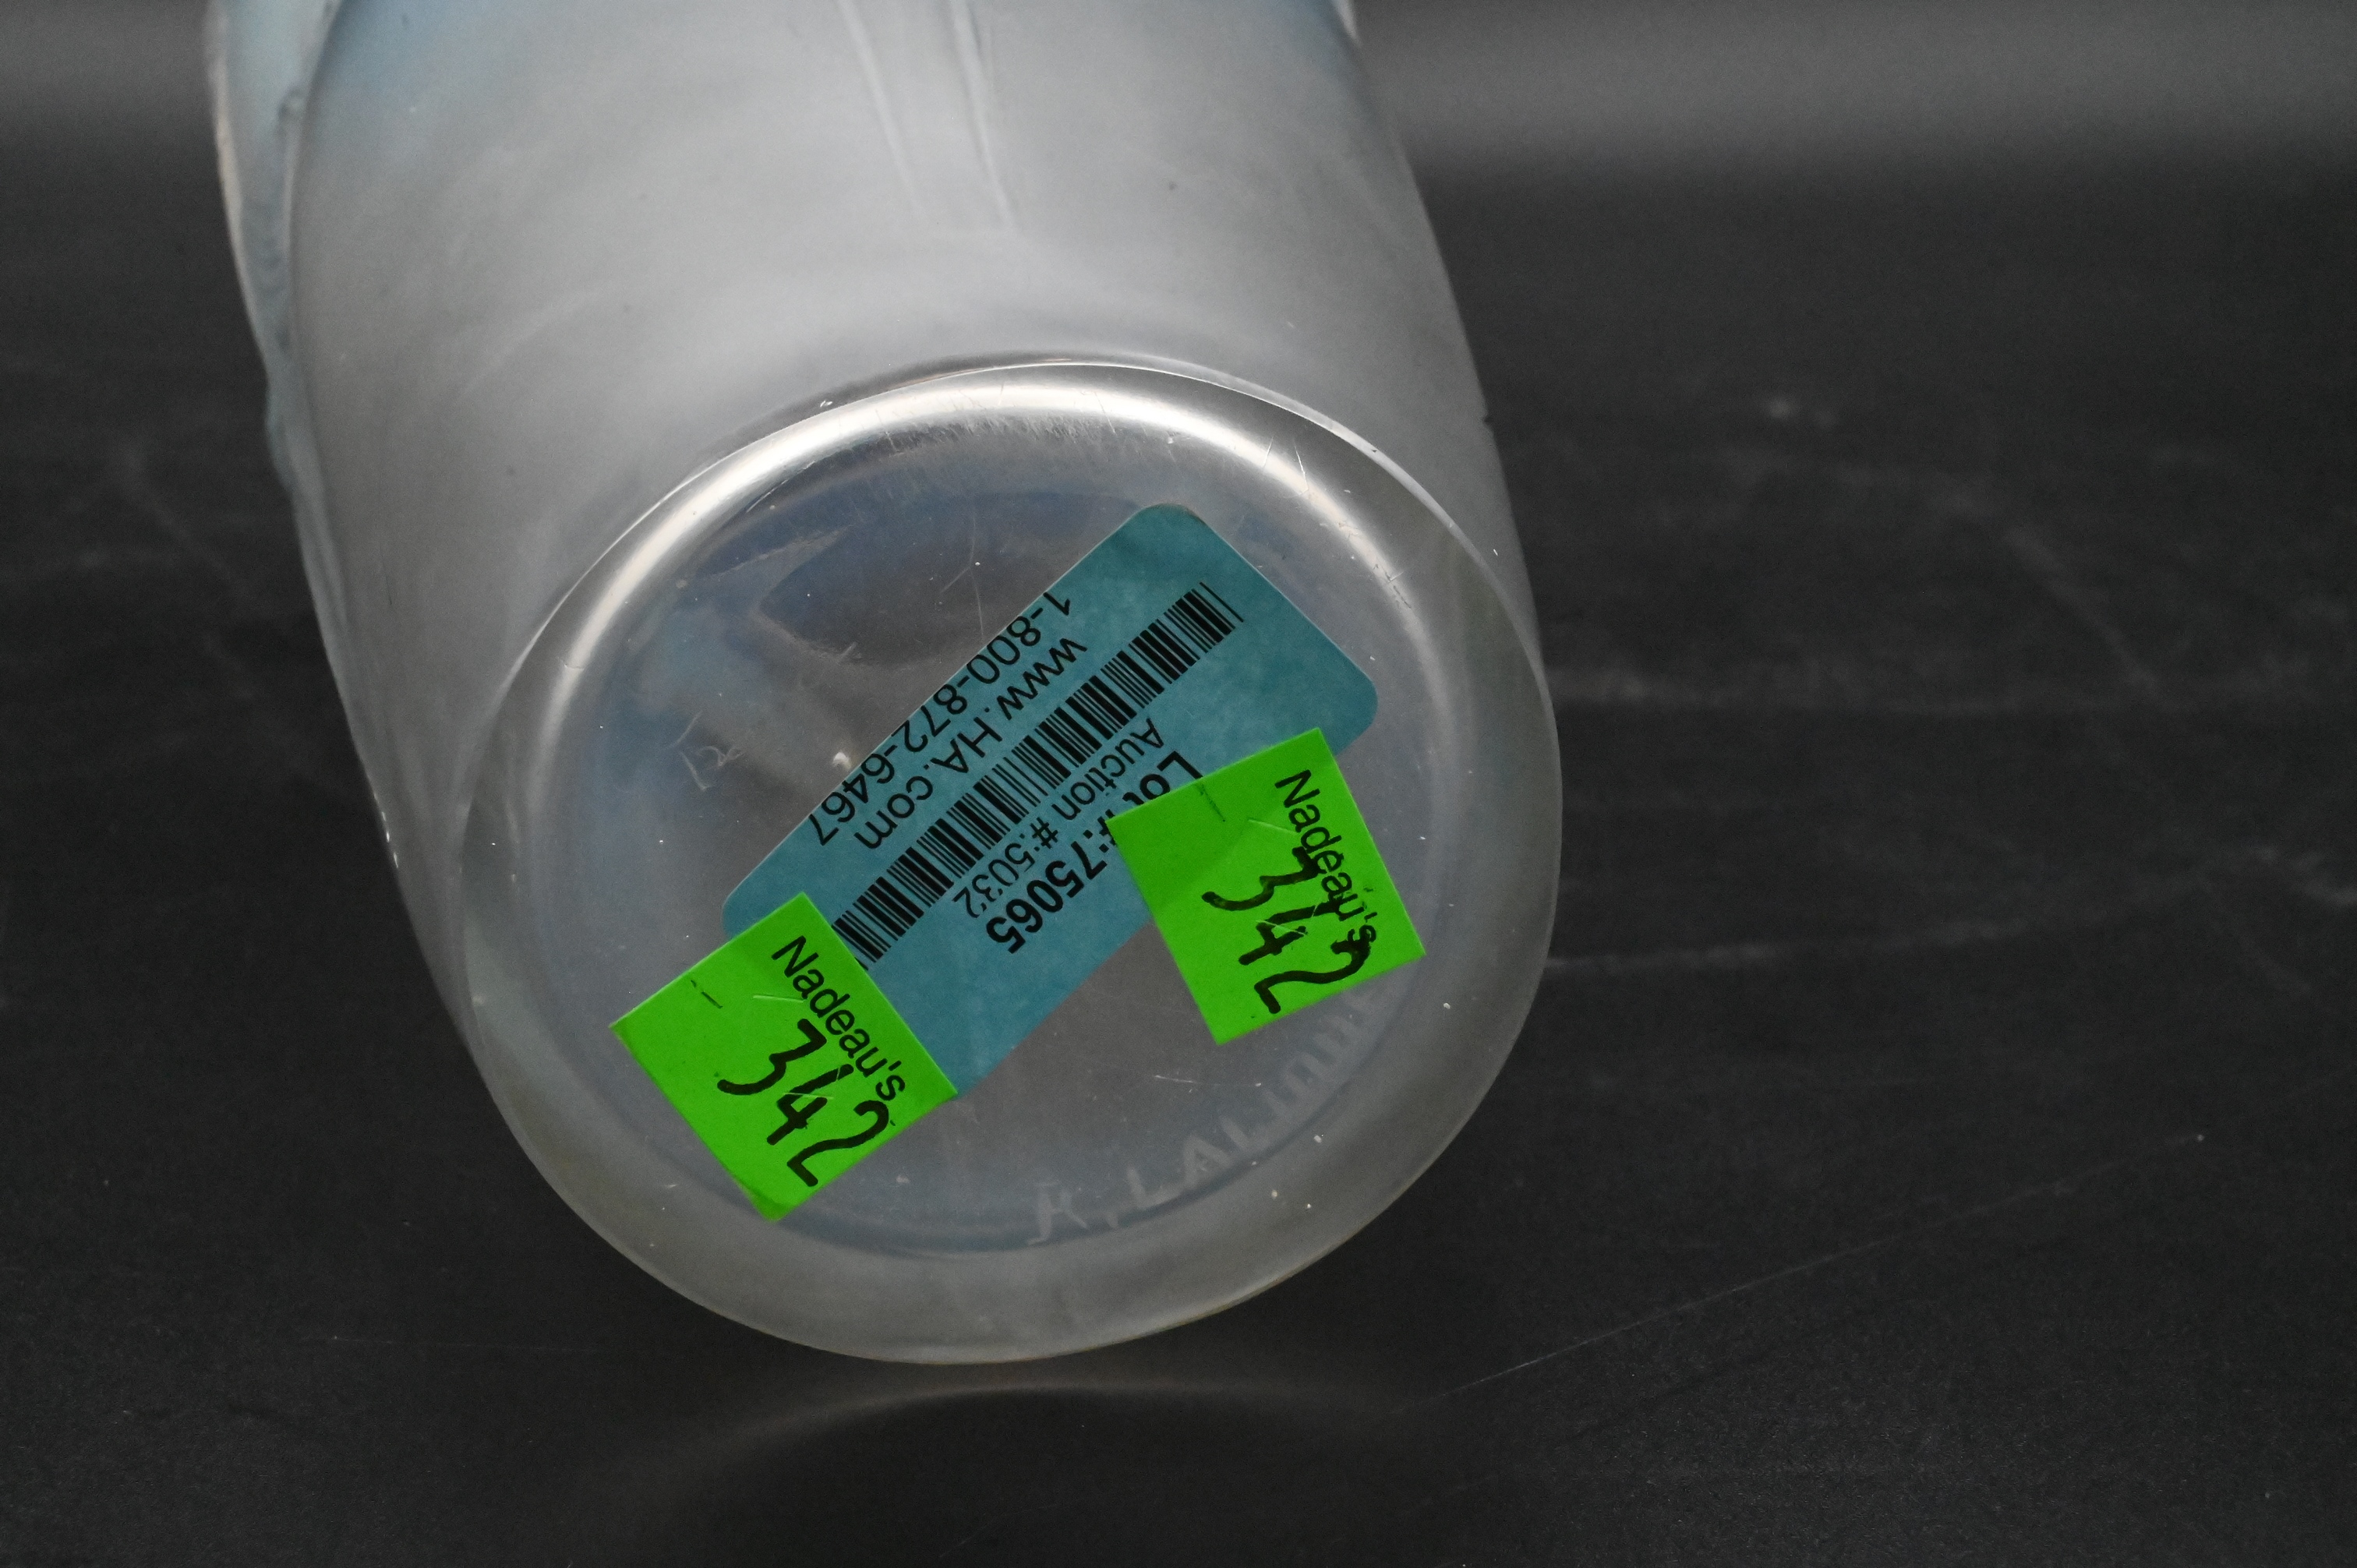 Lot #:75065
Auction #:5032
www.HA.com
1-800-872-6467
Nadeau's
342
Nadeau's
342
R. LALIQUE